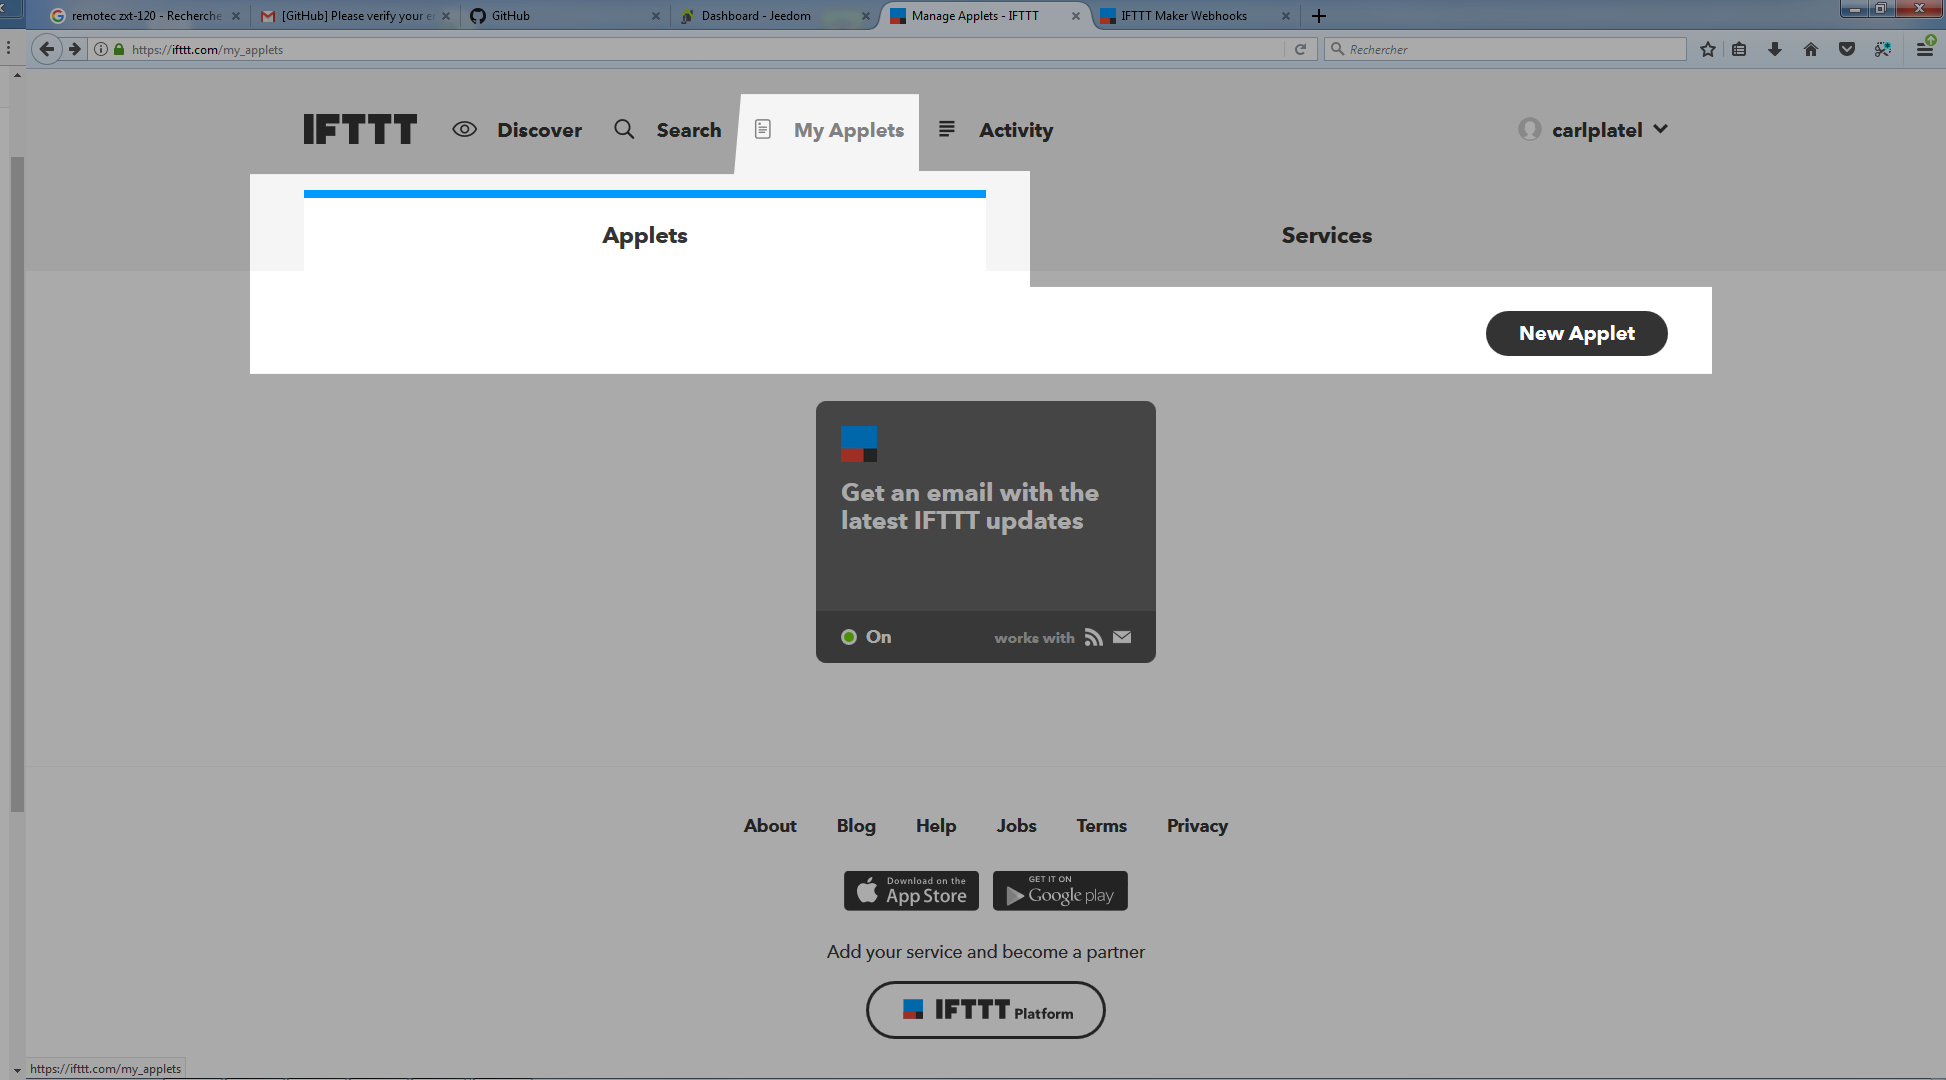 remotec zxt-120 - Recherche
[GitHub] Please verify your e
GitHub
Dashboard - Jeedom
Manage Applets - IFTTT
IFTTT Maker Webhooks
https://ifttt.com/my_applets
Rechercher
IFTTT
Discover
Search
My Applets
Activity
carlplatel
Applets
Services
New Applet
Get an email with the
latest IFTTT updates
On
works with
About
Blog
Help
Jobs
Terms
Privacy
Download on the
App Store
GET IT ON
Google play
Add your service and become a partner
IFTTT Platform
https://ifttt.com/my_applets